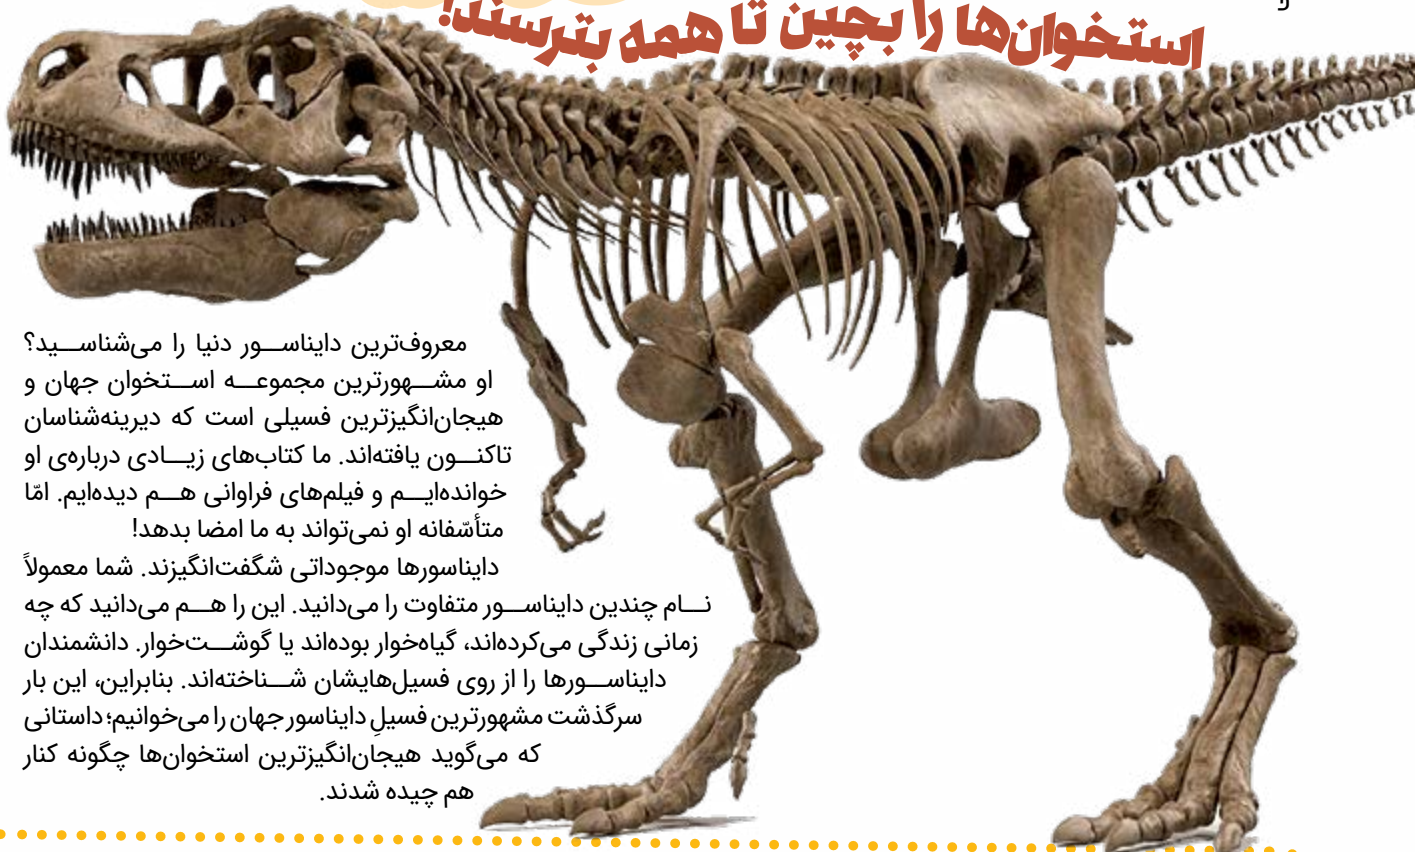 استخوان‌ها را بچین تا همه بترسند!
معروف‌ترین دایناسور دنیا را می‌شناسید؟
او مشهورترین مجموعه استخوان جهان و
هیجان‌انگیزترین فسیلی است که دیرینه‌شناسان
تاکنون یافته‌اند. ما کتاب‌های زیادی درباره‌ی او
خوانده‌ایم و فیلم‌های فراوانی هم دیده‌ایم. امّا
متأسّفانه او نمی‌تواند به ما امضا بدهد!
دایناسورها موجوداتی شگفت‌انگیزند. شما معمولاً
نام چندین دایناسور متفاوت را می‌دانید. این را هم می‌دانید که چه
زمانی زندگی می‌کرده‌اند، گیاه‌خوار بوده‌اند یا گوشت‌خوار. دانشمندان
دایناسورها را از روی فسیل‌هایشان شناخته‌اند. بنابراین، این بار
سرگذشت مشهورترین فسیلِ دایناسور جهان را می‌خوانیم؛ داستانی
که می‌گوید هیجان‌انگیزترین استخوان‌ها چگونه کنار
هم چیده شدند.